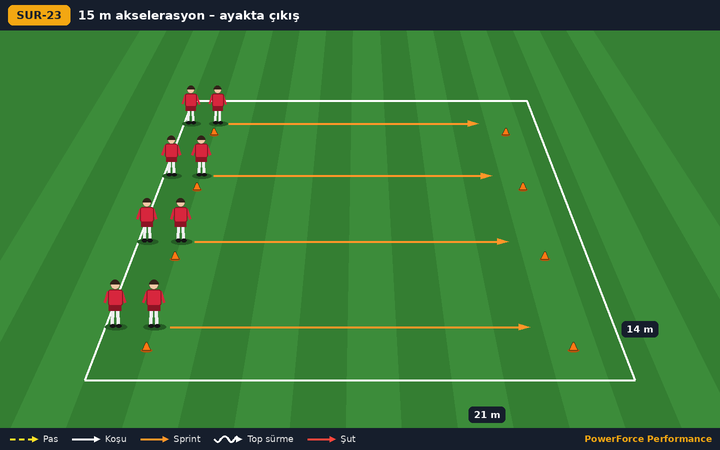 SUR-23 15 m akselerasyon – ayakta çıkış
14 m
21 m
Pas Koşu Sprint Top sürme Şut PowerForce Performance